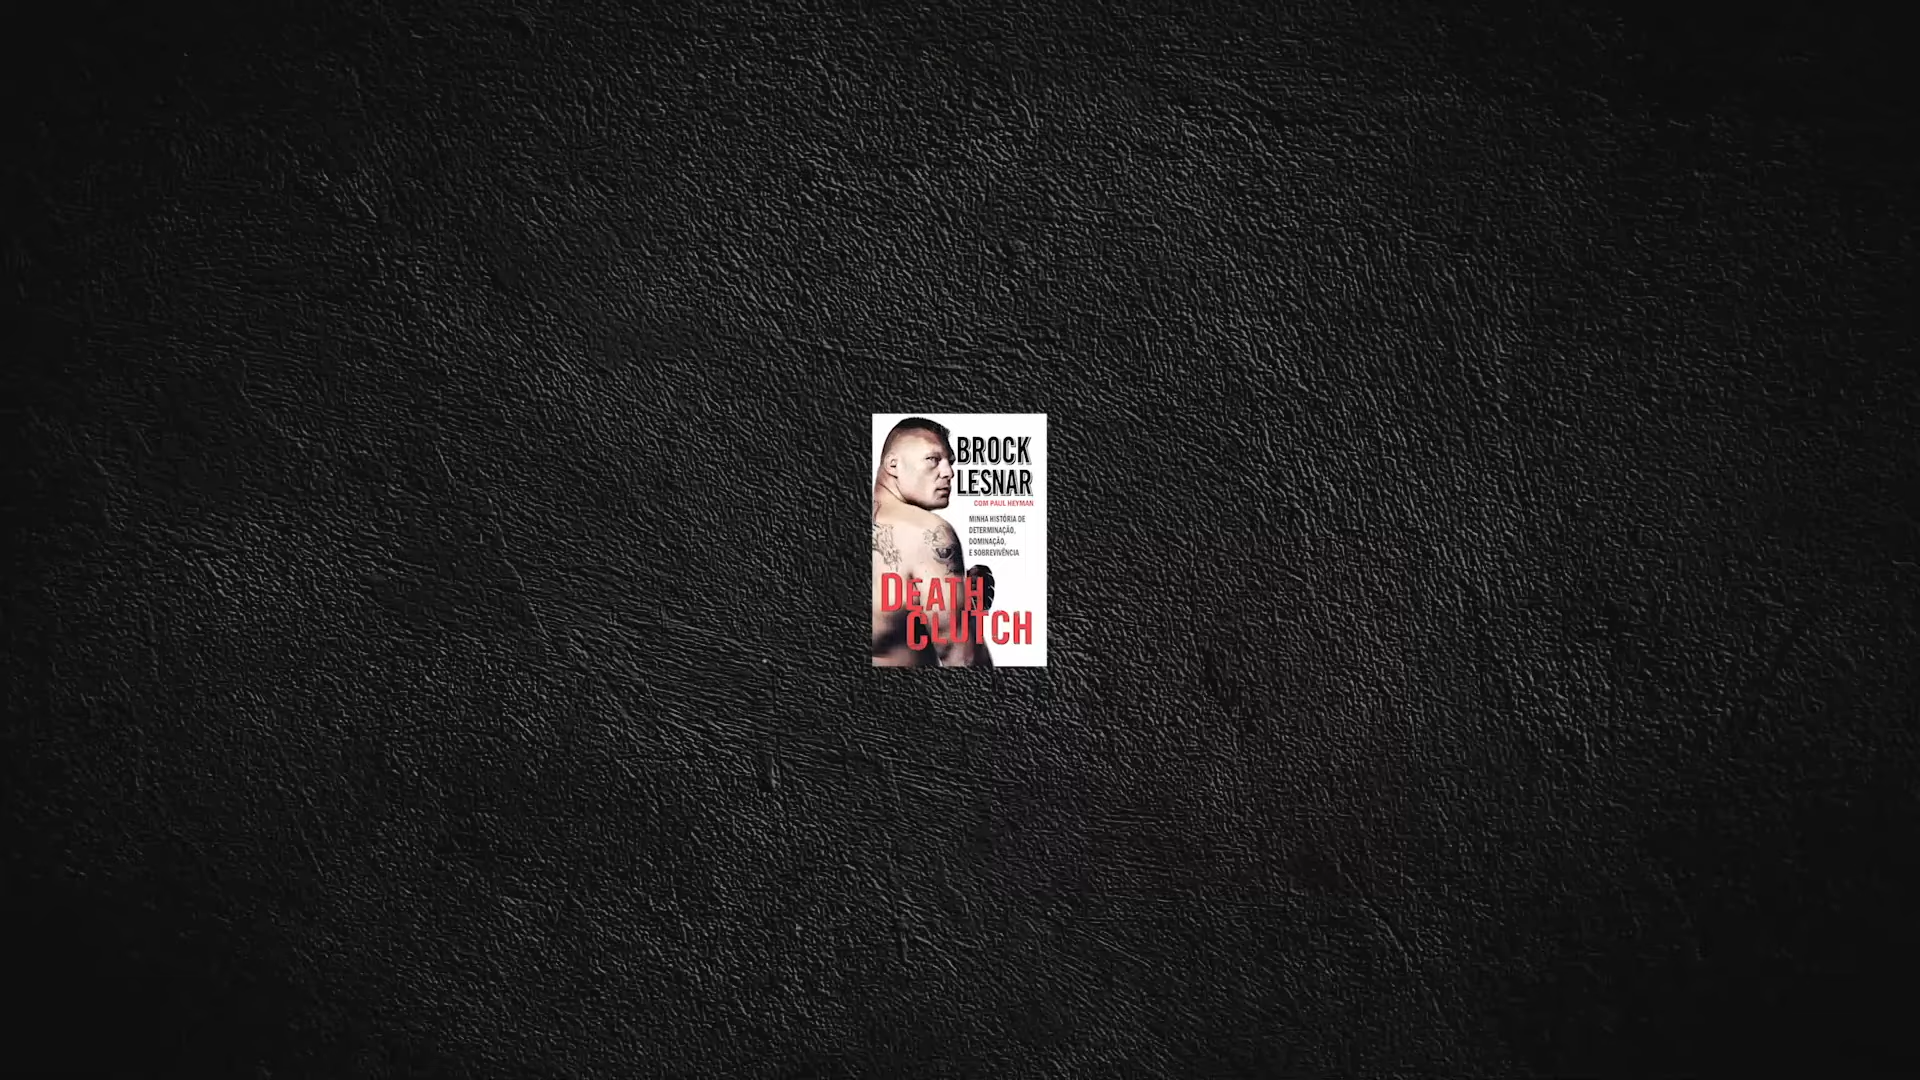 BROCK
LESNAR
COM PAUL HEYMAN
MINHA HISTÓRIA DE
DETERMINAÇÃO,
DOMINAÇÃO,
E SOBREVIVÊNCIA
DEATH
CLUTCH